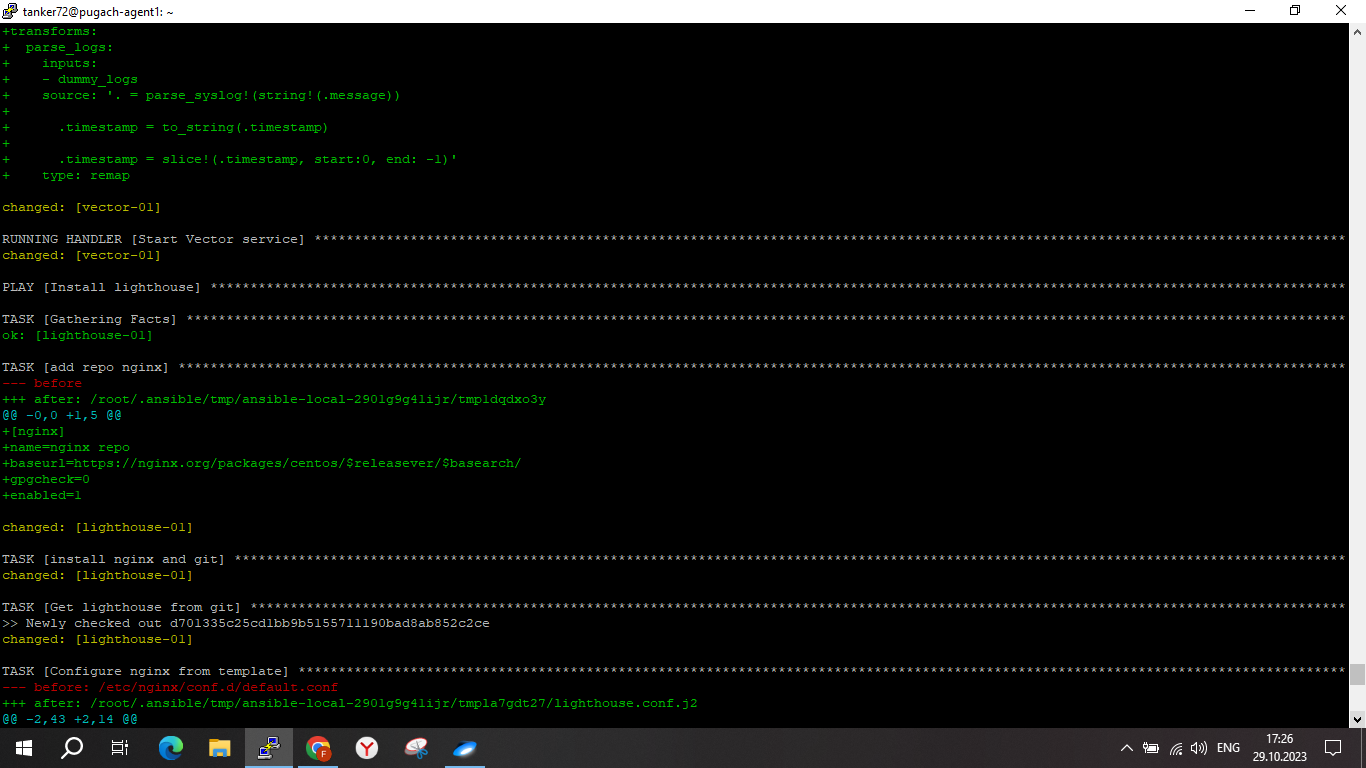 tanker72@pugach-agent1: ~
+transforms:
+  parse_logs:
+    inputs:
+    - dummy_logs
+    source: '. = parse_syslog!(string!(.message))
+
+      .timestamp = to_string(.timestamp)
+
+      .timestamp = slice!(.timestamp, start:0, end: -1)'
+    type: remap
changed: [vector-01]
RUNNING HANDLER [Start Vector service] *********************************************************************************************************************************
changed: [vector-01]
PLAY [Install lighthouse] **********************************************************************************************************************************************
TASK [Gathering Facts] *************************************************************************************************************************************************
ok: [lighthouse-01]
TASK [add repo nginx] **************************************************************************************************************************************************
--- before
+++ after: /root/.ansible/tmp/ansible-local-2901g9g41ijr/tmp1dqdxo3y
@@ -0,0 +1,5 @@
+[nginx]
+name=nginx repo
+baseurl=https://nginx.org/packages/centos/$releasever/$basearch/
+gpgcheck=0
+enabled=1
changed: [lighthouse-01]
TASK [install nginx and git] *******************************************************************************************************************************************
changed: [lighthouse-01]
TASK [Get lighthouse from git] *****************************************************************************************************************************************
>> Newly checked out d701335c25cd1bb9b5155711190bad8ab852c2ce
changed: [lighthouse-01]
TASK [Configure nginx from template] ***********************************************************************************************************************************
--- before: /etc/nginx/conf.d/default.conf
+++ after: /root/.ansible/tmp/ansible-local-2901g9g41ijr/tmpla7gdt27/lighthouse.conf.j2
@@ -2,43 +2,14 @@
ENG
17:26
29.10.2023